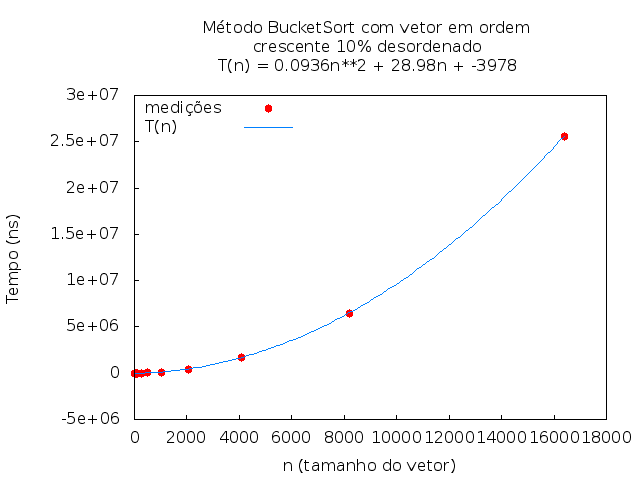 Método BucketSort com vetor em ordem
crescente 10% desordenado
T(n) = 0.0936n**2 + 28.98n + -3978
3e+07
2.5e+07
2e+07
1.5e+07
1e+07
5e+06
0
-5e+06
medições
T(n)
Tempo (ns)
0 2000 4000 6000 8000 10000 12000 14000 16000 18000
n (tamanho do vetor)